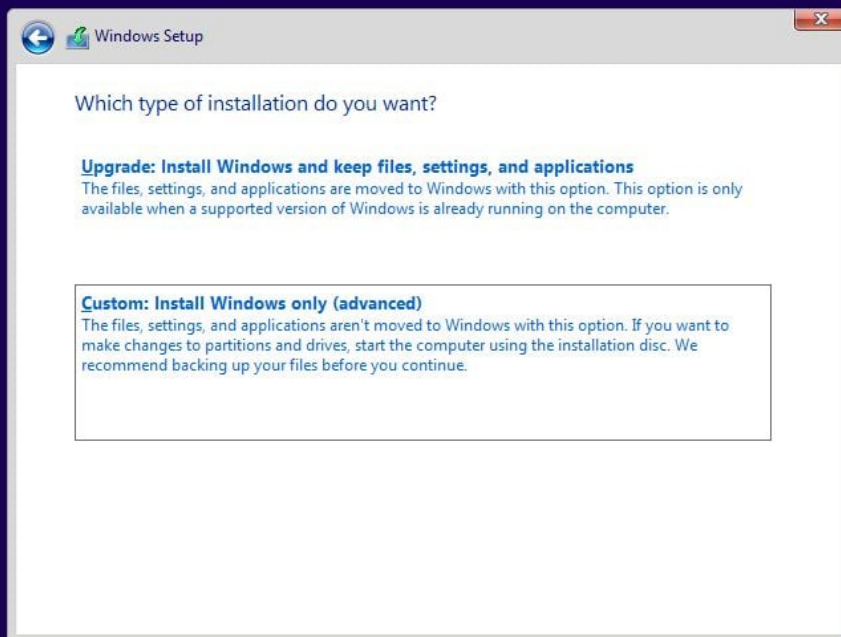 Windows Setup
Which type of installation do you want?
Upgrade: Install Windows and keep files, settings, and applications
The files, settings, and applications are moved to Windows with this option. This option is only
available when a supported version of Windows is already running on the computer.
Custom: Install Windows only (advanced)
The files, settings, and applications aren't moved to Windows with this option. If you want to
make changes to partitions and drives, start the computer using the installation disc. We
recommend backing up your files before you continue.